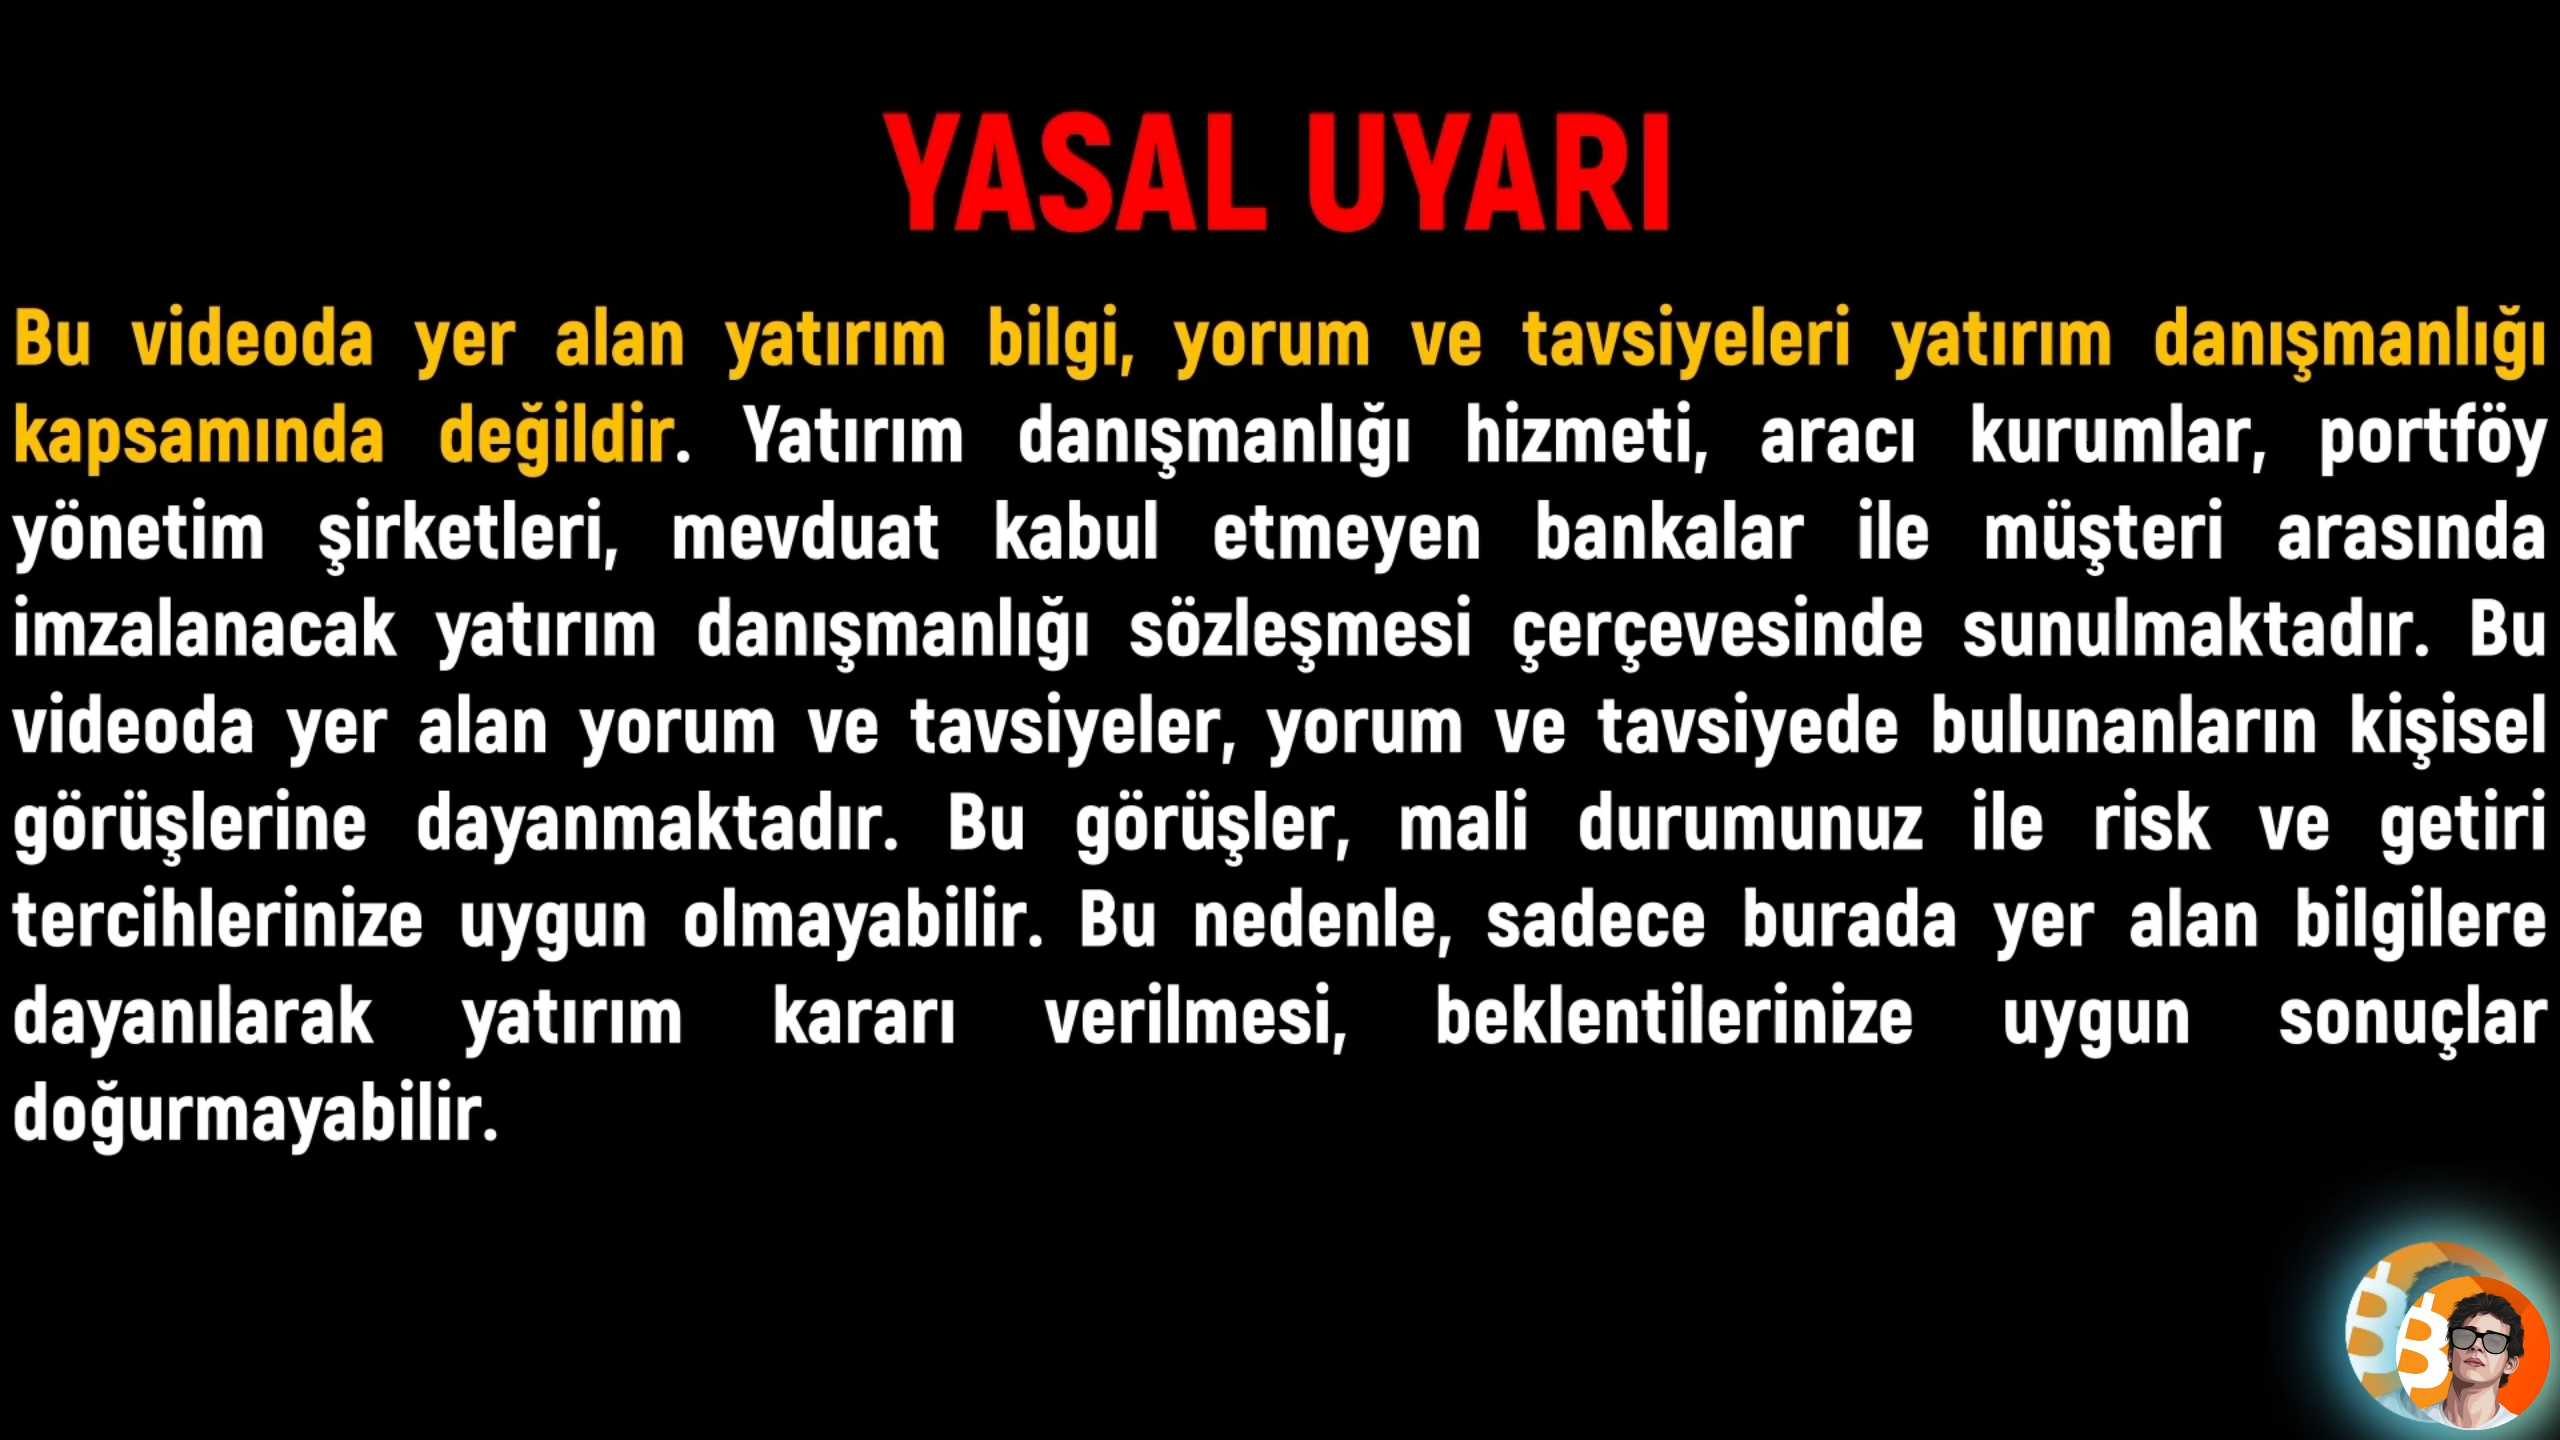 YASAL UYARI
Bu videoda yer alan yatırım bilgi, yorum ve tavsiyeleri yatırım danışmanlığı
kapsamında değildir. Yatırım danışmanlığı hizmeti, aracı kurumlar, portföy
yönetim şirketleri, mevduat kabul etmeyen bankalar ile müşteri arasında
imzalanacak yatırım danışmanlığı sözleşmesi çerçevesinde sunulmaktadır. Bu
videoda yer alan yorum ve tavsiyeler, yorum ve tavsiyede bulunanların kişisel
görüşlerine dayanmaktadır. Bu görüşler, mali durumunuz ile risk ve getiri
tercihlerinize uygun olmayabilir. Bu nedenle, sadece burada yer alan bilgilere
dayanılarak yatırım kararı verilmesi, beklentilerinize uygun sonuçlar
doğurmayabilir.